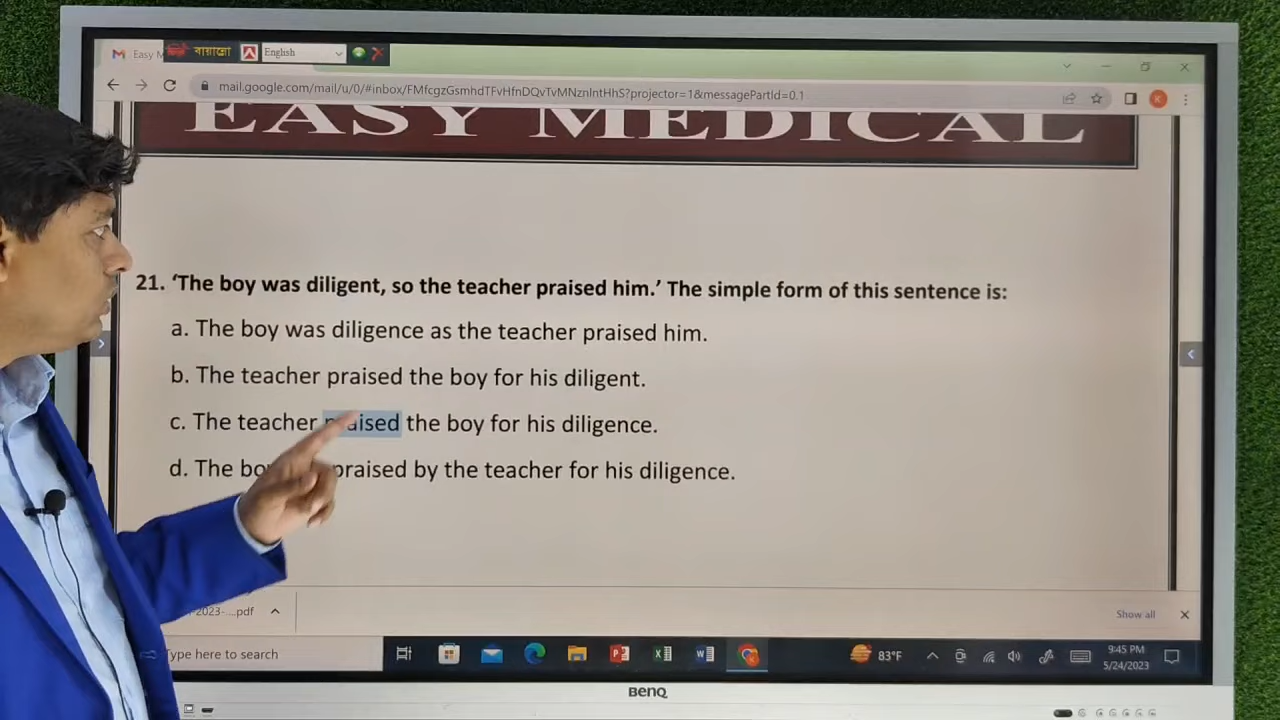 Easy M
বায়ান্নো
English
mail.google.com/mail/u/0/#inbox/FMfcgzGsmhdTFvHfnDQvTvMNznlntHhS?projector=1&messagePartId=0.1
K
EASY MEDICAL
21. ‘The boy was diligent, so the teacher praised him.’ The simple form of this sentence is:
a. The boy was diligence as the teacher praised him.
b. The teacher praised the boy for his diligent.
c. The teacher praised the boy for his diligence.
d. The boy praised by the teacher for his diligence.
2023-....pdf
Show all
Type here to search
83°F
9:45 PM
5/24/2023
BenQ